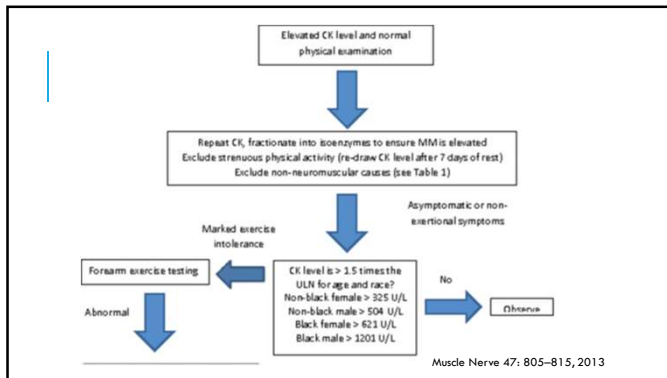 Elevated CK level and normal
physical examination
Repeat CK, fractionate into isoenzymes to ensure MM is elevated
Exclude strenuous physical activity (re-draw CK level after 7 days of rest)
Exclude non-neuromuscular causes (see Table 1)
Asymptomatic or non-
exertional symptoms
Marked exercise
intolerance
Forearm exercise testing
CK level is > 1.5 times the
ULN for age and race?
Non-black female > 325 U/L
Non-black male > 504 U/L
Black female > 621 U/L
Black male > 1201 U/L
No
Observe
Abnormal
Muscle Nerve 47: 805–815, 2013